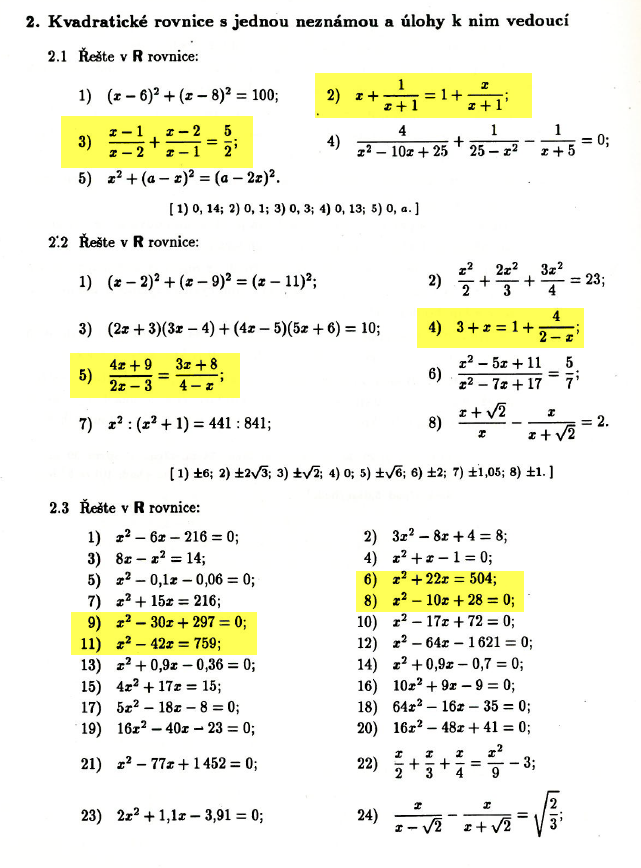 2. Kvadratické rovnice s jednou neznámou a úlohy k nim vedoucí
2.1 Řešte v R rovnice:
1) (x − 6)² + (x − 8)² = 100; 2) x + 1/(x + 1) = 1 + x/(x + 1);
3) (x − 1)/(x − 2) + (x − 2)/(x − 1) = 5/2; 4) 4/(x² − 10x + 25) + 1/(25 − x²) − 1/(x + 5) = 0;
5) x² + (a − x)² = (a − 2x)².
[ 1) 0, 14; 2) 0, 1; 3) 0, 3; 4) 0, 13; 5) 0, a. ]
2.2 Řešte v R rovnice:
1) (x − 2)² + (x − 9)² = (x − 11)²; 2) x²/2 + 2x²/3 + 3x²/4 = 23;
3) (2x + 3)(3x − 4) + (4x − 5)(5x + 6) = 10; 4) 3 + x = 1 + 4/(2 − x);
5) (4x + 9)/(2x − 3) = (3x + 8)/(4 − x); 6) (x² − 5x + 11)/(x² − 7x + 17) = 5/7;
7) x² : (x² + 1) = 441 : 841; 8) (x + √2)/x − x/(x + √2) = 2.
[ 1) ±6; 2) ±2√3; 3) ±√2; 4) 0; 5) ±√6; 6) ±2; 7) ±1,05; 8) ±1. ]
2.3 Řešte v R rovnice:
1) x² − 6x − 216 = 0; 2) 3x² − 8x + 4 = 8;
3) 8x − x² = 14; 4) x² + x − 1 = 0;
5) x² − 0,1x − 0,06 = 0; 6) x² + 22x = 504;
7) x² + 15x = 216; 8) x² − 10x + 28 = 0;
9) x² − 30x + 297 = 0; 10) x² − 17x + 72 = 0;
11) x² − 42x = 759; 12) x² − 64x − 1 621 = 0;
13) x² + 0,9x − 0,36 = 0; 14) x² + 0,9x − 0,7 = 0;
15) 4x² + 17x = 15; 16) 10x² + 9x − 9 = 0;
17) 5x² − 18x − 8 = 0; 18) 64x² − 16x − 35 = 0;
19) 16x² − 40x − 23 = 0; 20) 16x² − 48x + 41 = 0;
21) x² − 77x + 1 452 = 0; 22) x/2 + x/3 + x/4 = x²/9 − 3;
23) 2x² + 1,1x − 3,91 = 0; 24) x/(x − √2) − x/(x + √2) = √(2/3);